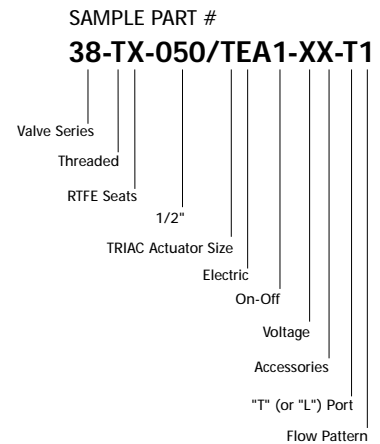 SAMPLE PART #
38-TX-050/TEA1-XX-T1
Valve Series
Threaded
RTFE Seats
1/2"
TRIAC Actuator Size
Electric
On-Off
Voltage
Accessories
"T" (or "L") Port
Flow Pattern